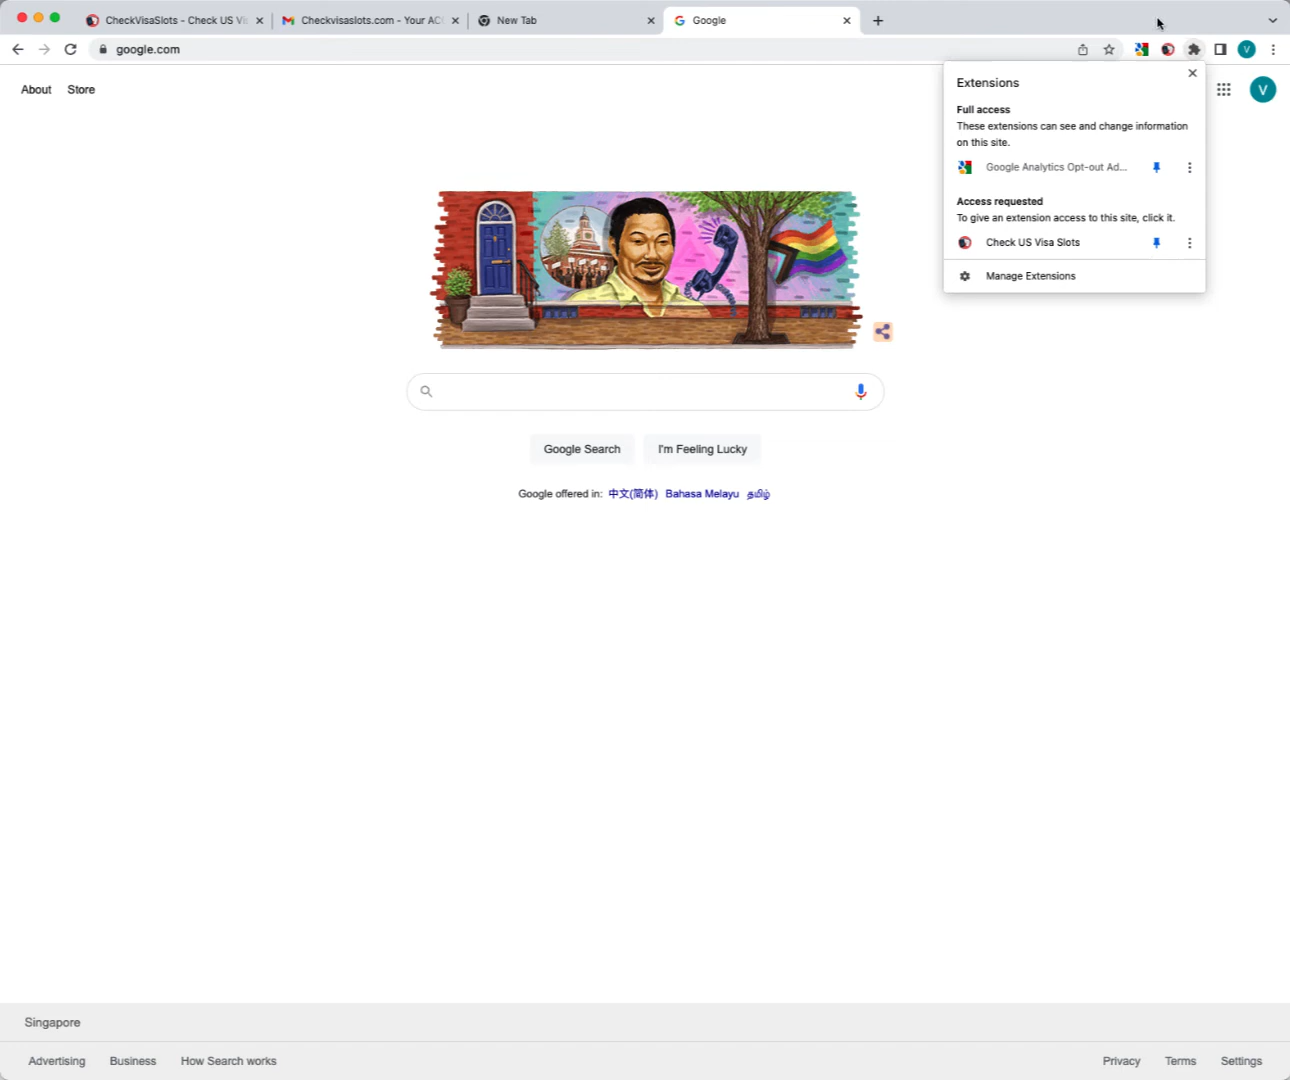 CheckVisaSlots - Check US Vi
Checkvisaslots.com - Your AC
New Tab
Google
google.com
V
About
Store
V
Extensions
Full access
These extensions can see and change information
on this site.
Google Analytics Opt-out Ad...
Access requested
To give an extension access to this site, click it.
Check US Visa Slots
Manage Extensions
Google Search
I'm Feeling Lucky
Google offered in: 中文(简体) Bahasa Melayu தமிழ்
Singapore
Advertising
Business
How Search works
Privacy
Terms
Settings